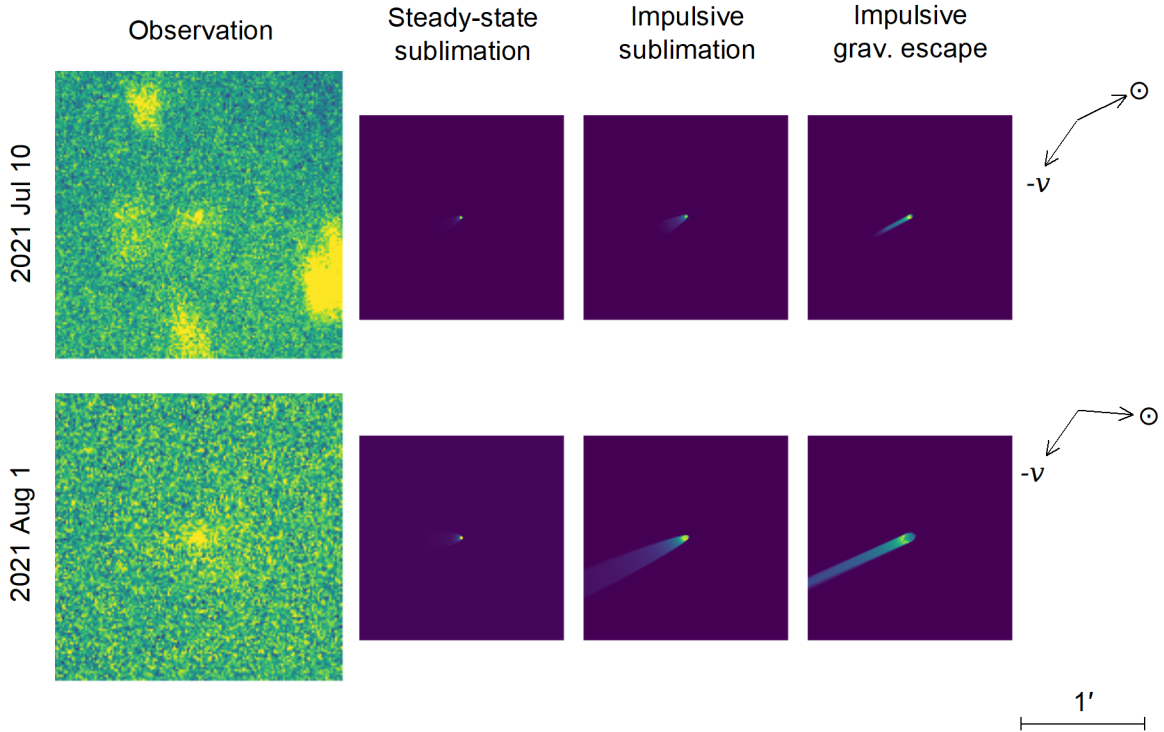 Observation
Steady-state
sublimation
Impulsive
sublimation
Impulsive
grav. escape
2021 Jul 10
⊙
-v
2021 Aug 1
⊙
-v
1′